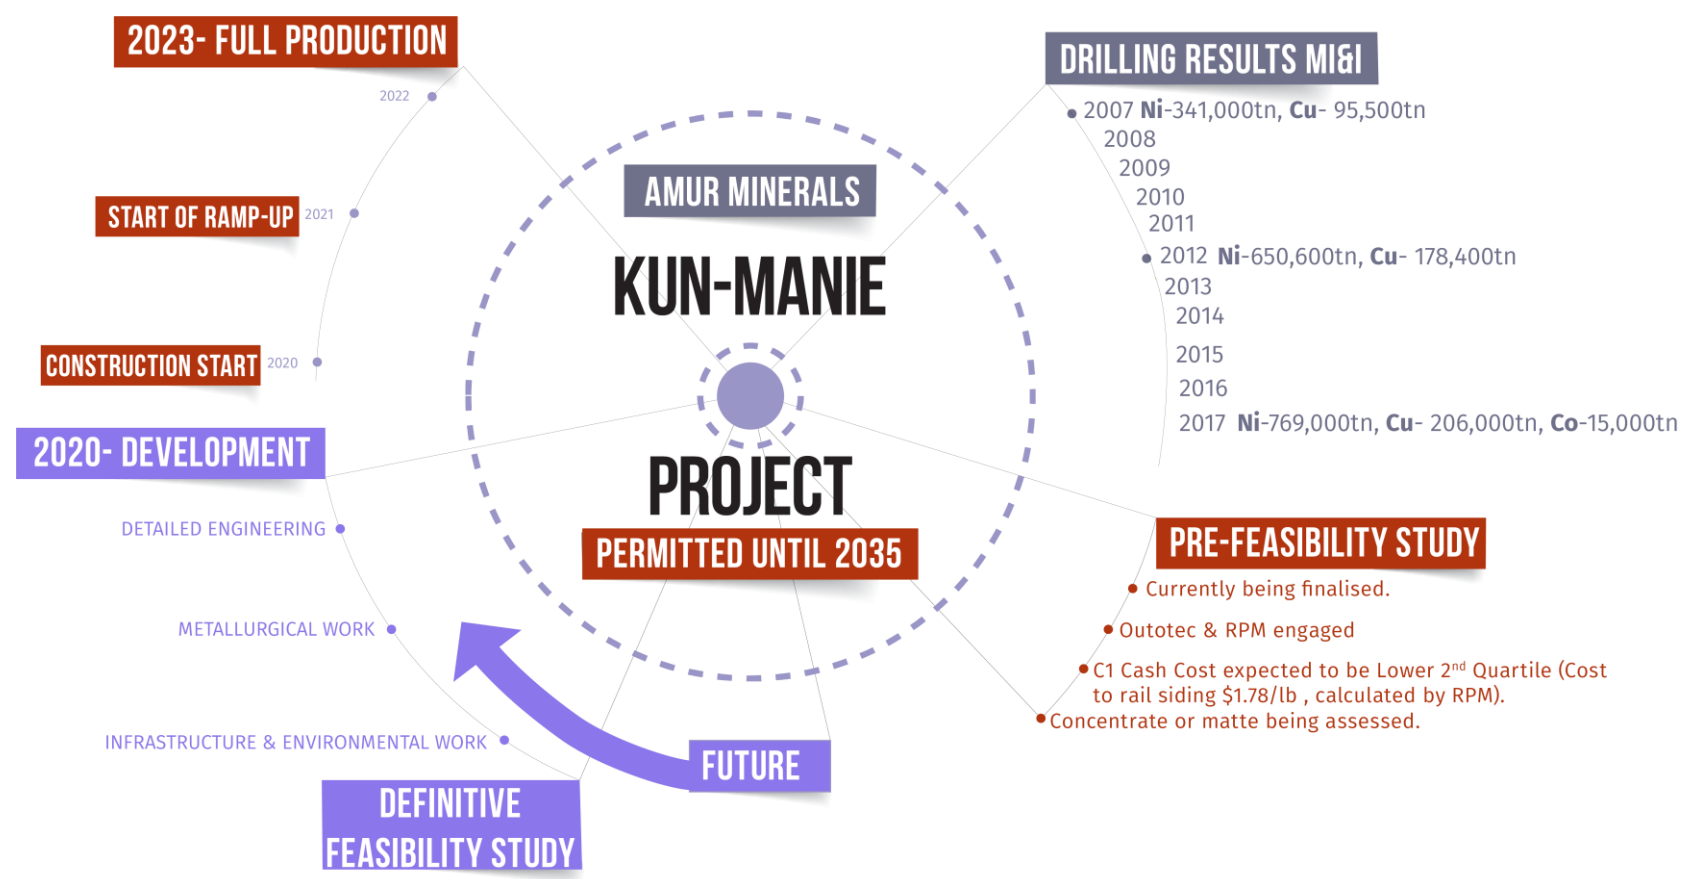 2023- FULL PRODUCTION
2022
START OF RAMP-UP 2021
CONSTRUCTION START 2020
2020- DEVELOPMENT
DETAILED ENGINEERING
METALLURGICAL WORK
INFRASTRUCTURE & ENVIRONMENTAL WORK
DEFINITIVE
FEASIBILITY STUDY
FUTURE
AMUR MINERALS
KUN-MANIE
PROJECT
PERMITTED UNTIL 2035
DRILLING RESULTS MI&I
2007 Ni-341,000tn, Cu- 95,500tn
2008
2009
2010
2011
2012 Ni-650,600tn, Cu- 178,400tn
2013
2014
2015
2016
2017 Ni-769,000tn, Cu- 206,000tn, Co-15,000tn
PRE-FEASIBILITY STUDY
Currently being finalised.
Outotec & RPM engaged
C1 Cash Cost expected to be Lower 2nd Quartile (Cost
to rail siding $1.78/lb , calculated by RPM).
Concentrate or matte being assessed.